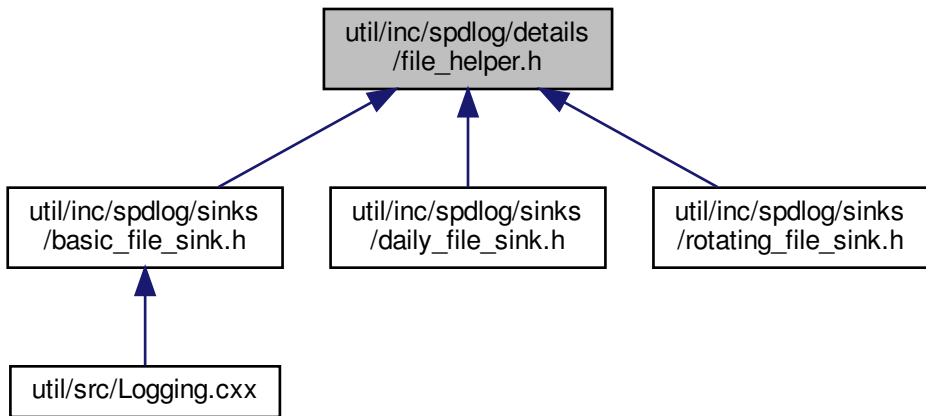 util/inc/spdlog/details
/file_helper.h
util/inc/spdlog/sinks
/basic_file_sink.h
util/inc/spdlog/sinks
/daily_file_sink.h
util/inc/spdlog/sinks
/rotating_file_sink.h
util/src/Logging.cxx